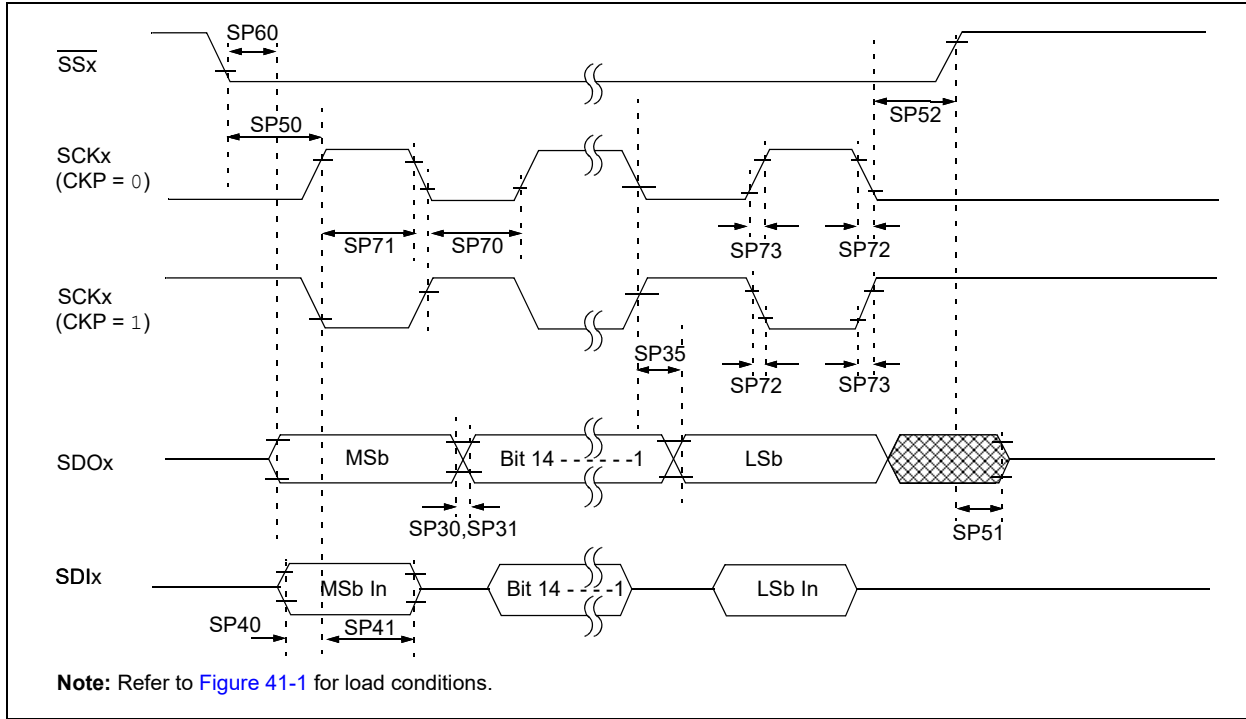 SP60
SSx
SP52
SP50
SCKx
(CKP = 0)
SP71
SP70
SP73
SP72
SCKx
(CKP = 1)
SP35
SP72
SP73
SDOx
MSb
Bit 14 - - - - - -1
LSb
SP30,SP31
SP51
SDIx
MSb In
Bit 14 - - - -1
LSb In
SP40
SP41
Note: Refer to Figure 41-1 for load conditions.